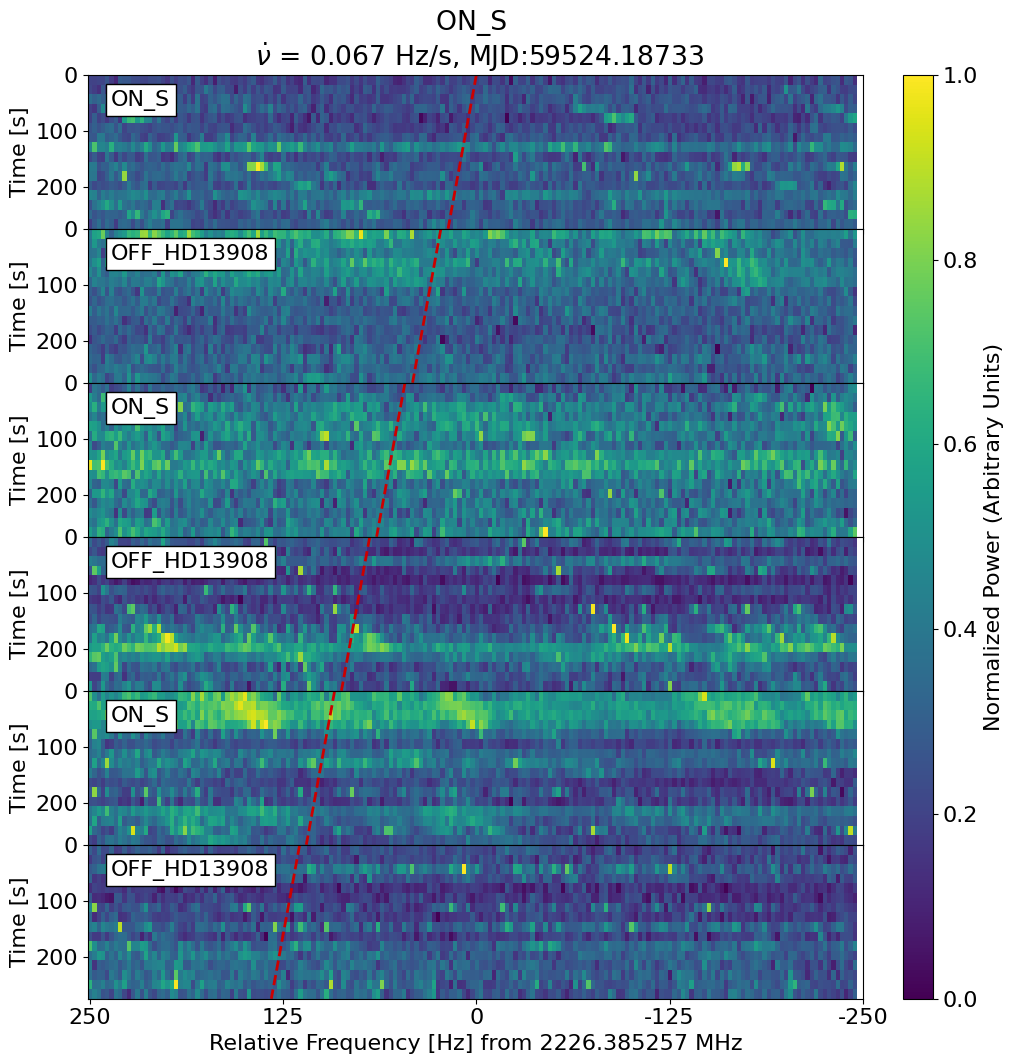 ON_S
ν̇ = 0.067 Hz/s, MJD:59524.18733
0
100
200
Time [s]
ON_S
0
100
200
Time [s]
OFF_HD13908
0
100
200
Time [s]
ON_S
0
100
200
Time [s]
OFF_HD13908
0
100
200
Time [s]
ON_S
0
100
200
Time [s]
OFF_HD13908
250 125 0 -125 -250
Relative Frequency [Hz] from 2226.385257 MHz
1.0
0.8
0.6
0.4
0.2
0.0
Normalized Power (Arbitrary Units)